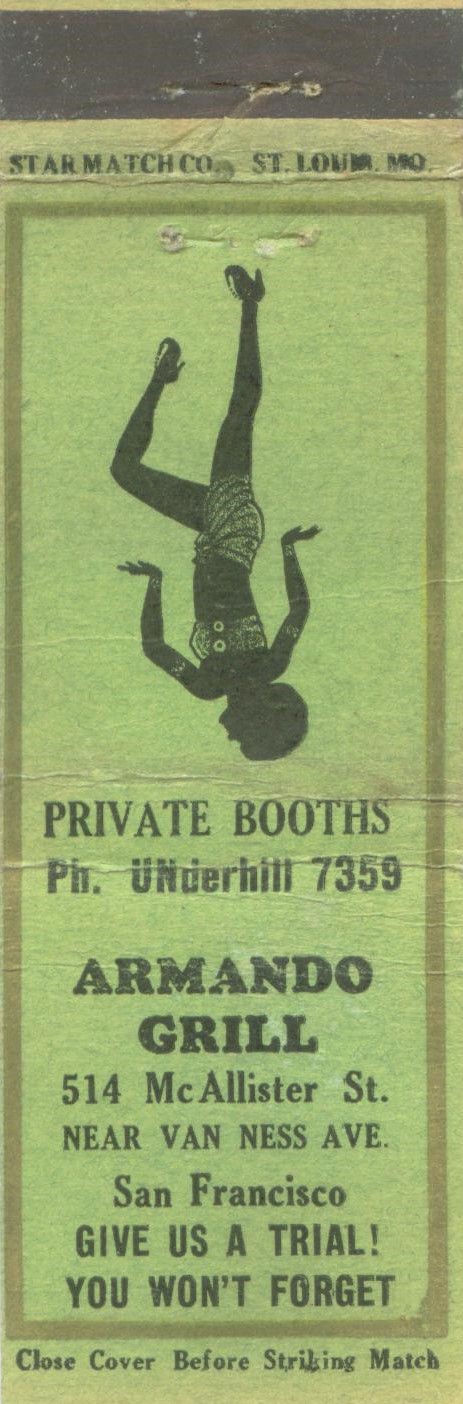 STAR MATCH CO. ST. LOUIS. MO.
PRIVATE BOOTHS
Ph. UNderhill 7359
ARMANDO
GRILL
514 McAllister St.
NEAR VAN NESS AVE.
San Francisco
GIVE US A TRIAL!
YOU WON'T FORGET
Close Cover Before Striking Match